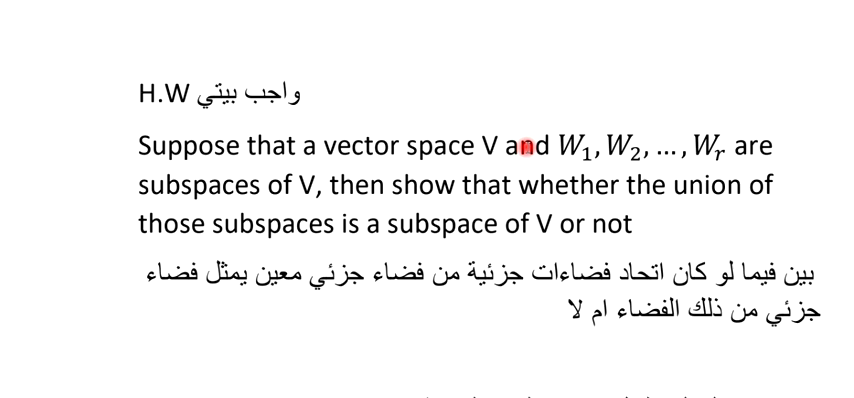 H.W واجب بيتي
Suppose that a vector space V and W₁, W₂, … , Wᵣ are
subspaces of V, then show that whether the union of
those subspaces is a subspace of V or not
بين فيما لو كان اتحاد فضاءات جزئية من فضاء جزئي معين يمثل فضاء
جزئي من ذلك الفضاء ام لا